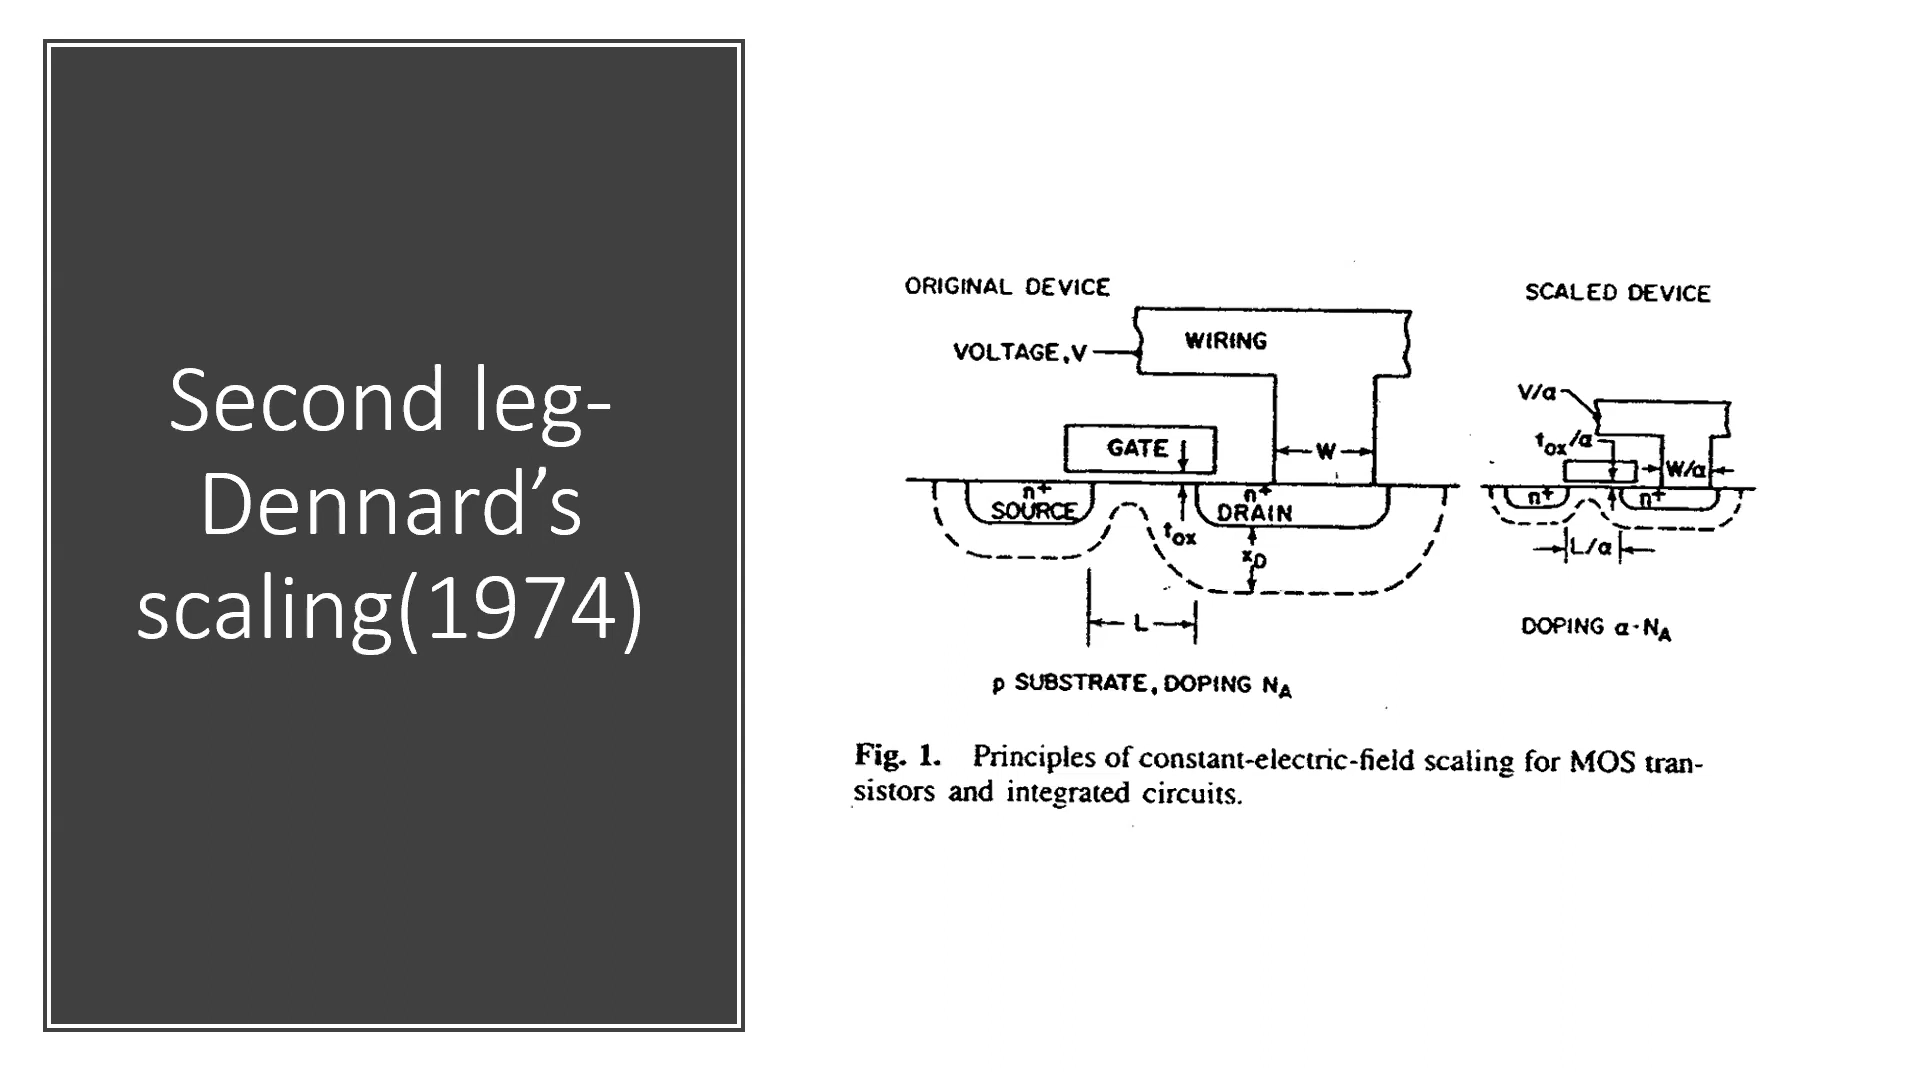 Second leg-
Dennard’s
scaling(1974)
ORIGINAL DEVICE
VOLTAGE, V
WIRING
GATE
W
n+
SOURCE
n+
DRAIN
tox
xD
L
p SUBSTRATE, DOPING NA
SCALED DEVICE
V/α
tox/α
W/α
n+
n+
L/α
DOPING α·NA
Fig. 1. Principles of constant-electric-field scaling for MOS tran-
sistors and integrated circuits.